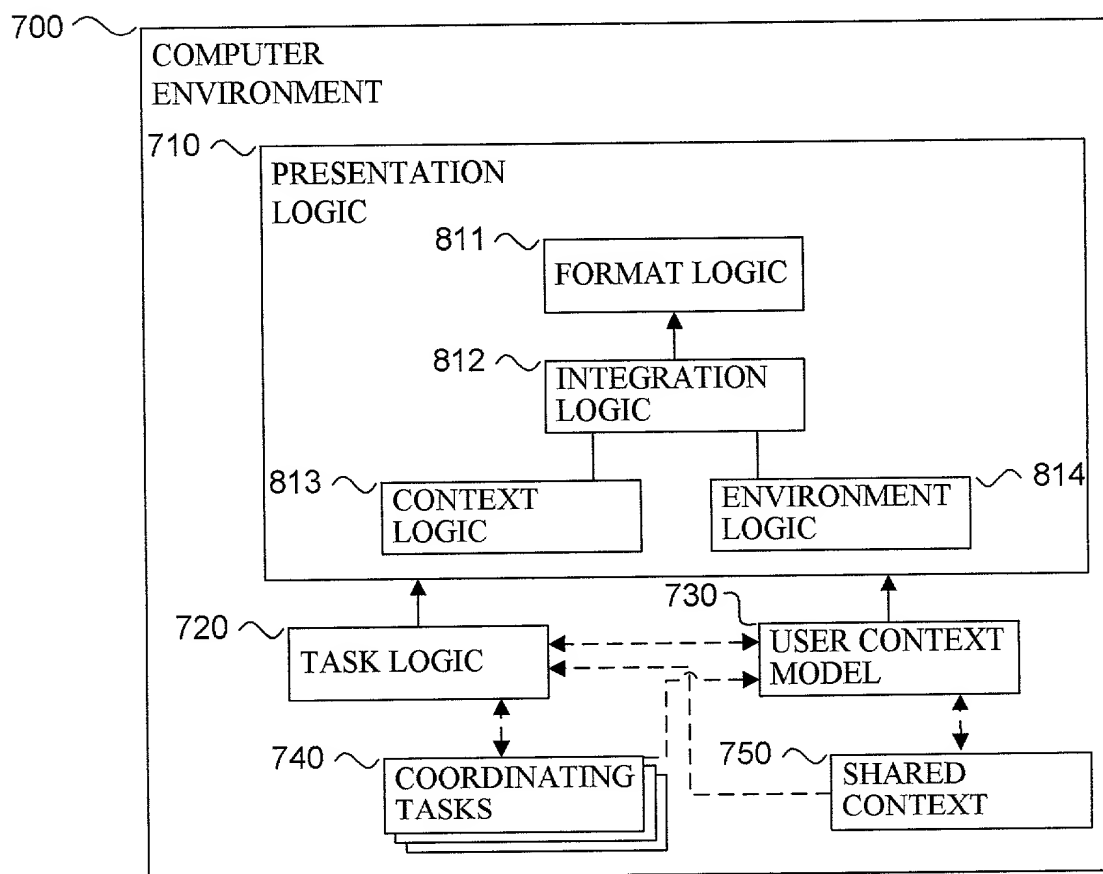 700
COMPUTER
ENVIRONMENT
710
PRESENTATION
LOGIC
811
FORMAT LOGIC
812
INTEGRATION
LOGIC
813
CONTEXT
LOGIC
ENVIRONMENT
LOGIC
814
720
TASK LOGIC
730
USER CONTEXT
MODEL
740
COORDINATING
TASKS
750
SHARED
CONTEXT